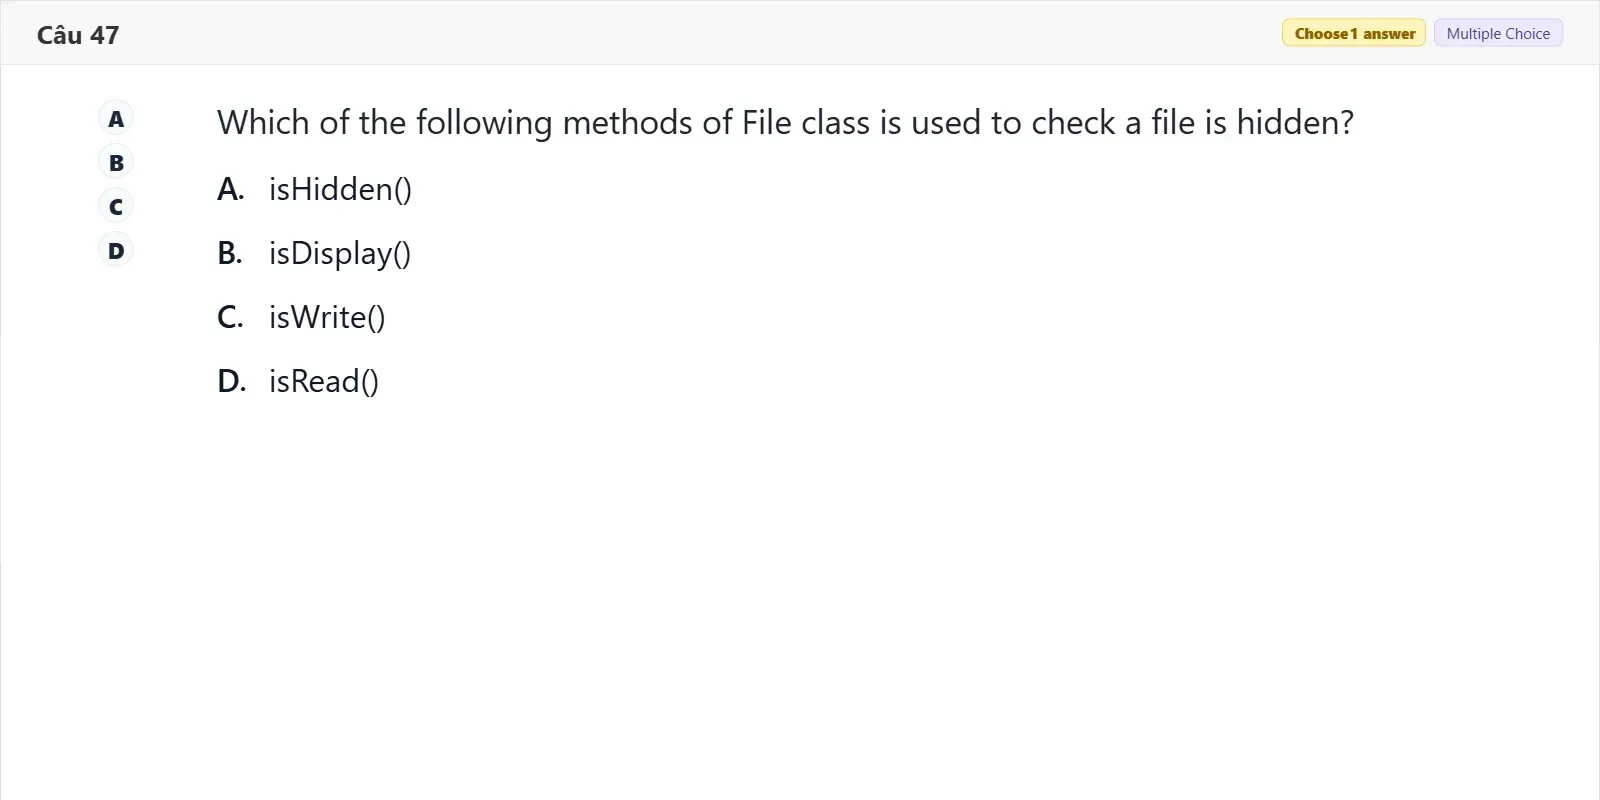 Câu 47
Choose 1 answer
Multiple Choice
A
B
C
D
Which of the following methods of File class is used to check a file is hidden?
A. isHidden()
B. isDisplay()
C. isWrite()
D. isRead()